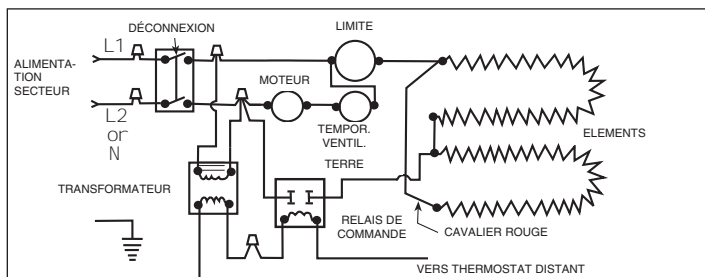 DÉCONNEXION
LIMITE
L1
ALIMENTA-
TION
SECTEUR
MOTEUR
L2
or
N
TEMPOR.
VENTIL.
ELEMENTS
TERRE
TRANSFORMATEUR
RELAIS DE
COMMANDE
CAVALIER ROUGE
VERS THERMOSTAT DISTANT